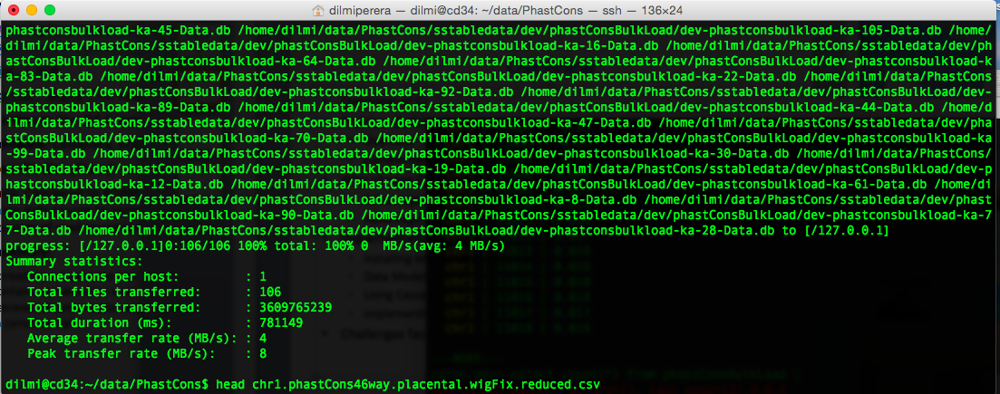 dilmiperera — dilmi@cd34: ~/data/PhastCons — ssh — 136×24
phastconsbulkload-ka-45-Data.db /home/dilmi/data/PhastCons/sstabledata/dev/phastConsBulkLoad/dev-phastconsbulkload-ka-105-Data.db /home/
dilmi/data/PhastCons/sstabledata/dev/phastConsBulkLoad/dev-phastconsbulkload-ka-16-Data.db /home/dilmi/data/PhastCons/sstabledata/dev/ph
astConsBulkLoad/dev-phastconsbulkload-ka-64-Data.db /home/dilmi/data/PhastCons/sstabledata/dev/phastConsBulkLoad/dev-phastconsbulkload-k
a-83-Data.db /home/dilmi/data/PhastCons/sstabledata/dev/phastConsBulkLoad/dev-phastconsbulkload-ka-22-Data.db /home/dilmi/data/PhastCons
/sstabledata/dev/phastConsBulkLoad/dev-phastconsbulkload-ka-92-Data.db /home/dilmi/data/PhastCons/sstabledata/dev/phastConsBulkLoad/dev-
phastconsbulkload-ka-89-Data.db /home/dilmi/data/PhastCons/sstabledata/dev/phastConsBulkLoad/dev-phastconsbulkload-ka-44-Data.db /home/d
ilmi/data/PhastCons/sstabledata/dev/phastConsBulkLoad/dev-phastconsbulkload-ka-47-Data.db /home/dilmi/data/PhastCons/sstabledata/dev/pha
stConsBulkLoad/dev-phastconsbulkload-ka-70-Data.db /home/dilmi/data/PhastCons/sstabledata/dev/phastConsBulkLoad/dev-phastconsbulkload-ka
-99-Data.db /home/dilmi/data/PhastCons/sstabledata/dev/phastConsBulkLoad/dev-phastconsbulkload-ka-30-Data.db /home/dilmi/data/PhastCons/
sstabledata/dev/phastConsBulkLoad/dev-phastconsbulkload-ka-19-Data.db /home/dilmi/data/PhastCons/sstabledata/dev/phastConsBulkLoad/dev-p
hastconsbulkload-ka-12-Data.db /home/dilmi/data/PhastCons/sstabledata/dev/phastConsBulkLoad/dev-phastconsbulkload-ka-61-Data.db /home/di
lmi/data/PhastCons/sstabledata/dev/phastConsBulkLoad/dev-phastconsbulkload-ka-8-Data.db /home/dilmi/data/PhastCons/sstabledata/dev/phast
ConsBulkLoad/dev-phastconsbulkload-ka-90-Data.db /home/dilmi/data/PhastCons/sstabledata/dev/phastConsBulkLoad/dev-phastconsbulkload-ka-7
7-Data.db /home/dilmi/data/PhastCons/sstabledata/dev/phastConsBulkLoad/dev-phastconsbulkload-ka-28-Data.db to [/127.0.0.1]
progress: [/127.0.0.1]0:106/106 100% total: 100% 0  MB/s(avg: 4 MB/s)
Summary statistics:
   Connections per host:         : 1
   Total files transferred:      : 106
   Total bytes transferred:      : 3609765239
   Total duration (ms):          : 781149
   Average transfer rate (MB/s): : 4
   Peak transfer rate (MB/s):    : 8
dilmi@cd34:~/data/PhastCons$ head chr1.phastCons46way.placental.wigFix.reduced.csv